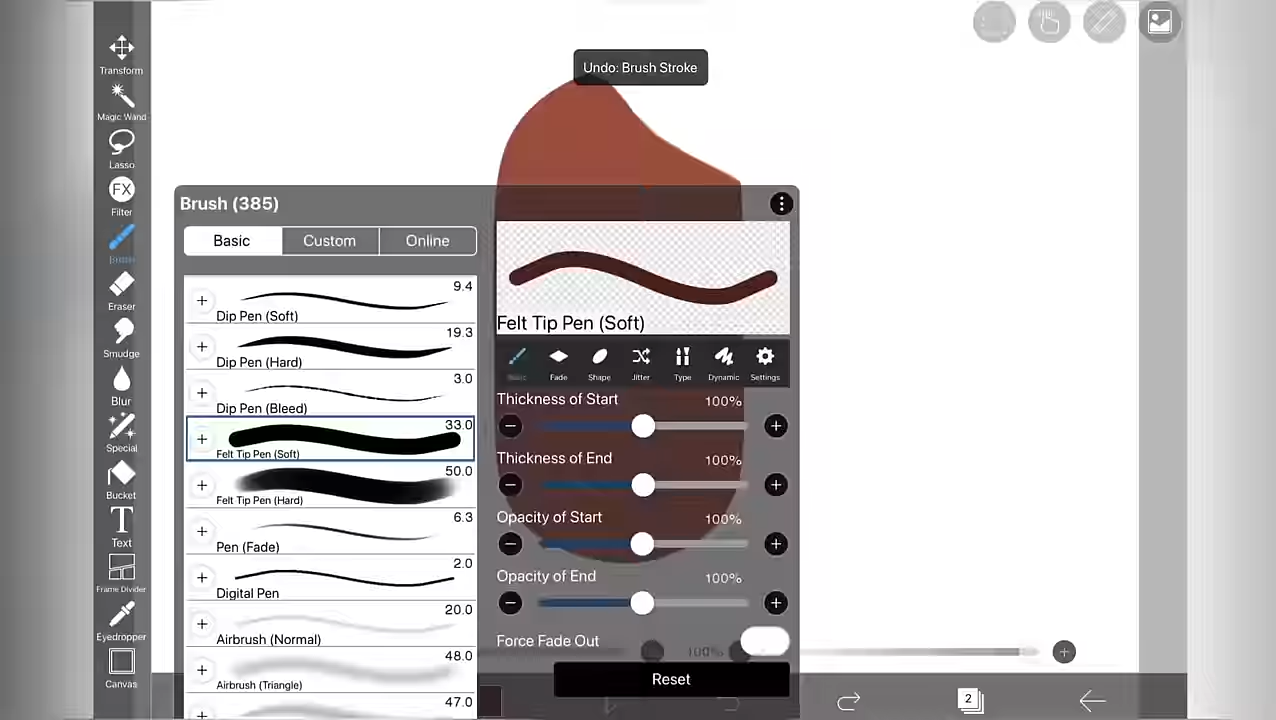 Undo: Brush Stroke
Transform
Magic Wand
Lasso
FX
Filter
Brush
Eraser
Smudge
Blur
Special
Bucket
T
Text
Frame Divider
Eyedropper
Canvas
Brush (385)
Basic
Custom
Online
9.4
Dip Pen (Soft)
19.3
Dip Pen (Hard)
3.0
Dip Pen (Bleed)
33.0
Felt Tip Pen (Soft)
50.0
Felt Tip Pen (Hard)
6.3
Pen (Fade)
2.0
Digital Pen
20.0
Airbrush (Normal)
48.0
Airbrush (Triangle)
47.0
Felt Tip Pen (Soft)
Basic
Fade
Shape
Jitter
Type
Dynamic
Settings
Thickness of Start 100%
Thickness of End 100%
Opacity of Start 100%
Opacity of End 100%
Force Fade Out
100%
Reset
2